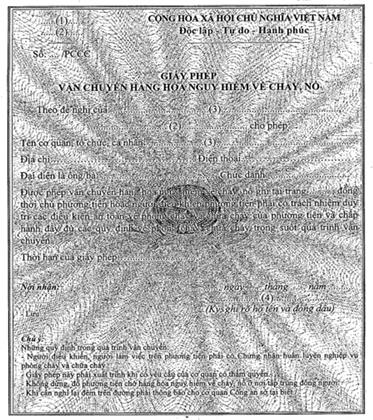 ......(1)......
......(2)......
CỘNG HÒA XÃ HỘI CHỦ NGHĨA VIỆT NAM
Độc lập - Tự do - Hạnh phúc
Số: .... /PCCC
GIẤY PHÉP
VẬN CHUYỂN HÀNG HÓA NGUY HIỂM VỀ CHÁY, NỔ
Theo đề nghị của ......(3)......
......(2)...... cho phép:
Tên cơ quan, tổ chức, cá nhân......(3)......
Địa chỉ......Điện thoại......
Đại diện là ông/bà......Chức danh......
Được phép vận chuyển hàng hóa nguy hiểm về cháy, nổ ghi tại trang...... đồng
thời chủ phương tiện hoặc người điều khiển phương tiện phải có trách nhiệm duy
trì các điều kiện an toàn về phòng cháy và chữa cháy của phương tiện và chấp
hành đầy đủ các quy định về phòng cháy và chữa cháy trong suốt quá trình vận
chuyển.
Thời hạn của giấy phép......
Nơi nhận:
...... ngày...... tháng...... năm......
......(4)......
(Ký, ghi rõ họ tên và đóng dấu)
Lưu
Chú ý:
Những quy định trong quá trình vận chuyển:
- Người điều khiển, người làm việc trên phương tiện phải có Chứng nhận huấn luyện nghiệp vụ
phòng cháy và chữa cháy.
- Giấy phép này phải xuất trình khi có yêu cầu của cơ quan có thẩm quyền.
- Không dừng, đỗ phương tiện chở hàng hóa nguy hiểm về cháy, nổ ở nơi tập trung đông người.
Khi cần nghỉ lại đêm trên đường phải thông báo cho cơ quan Công an sở tại biết.